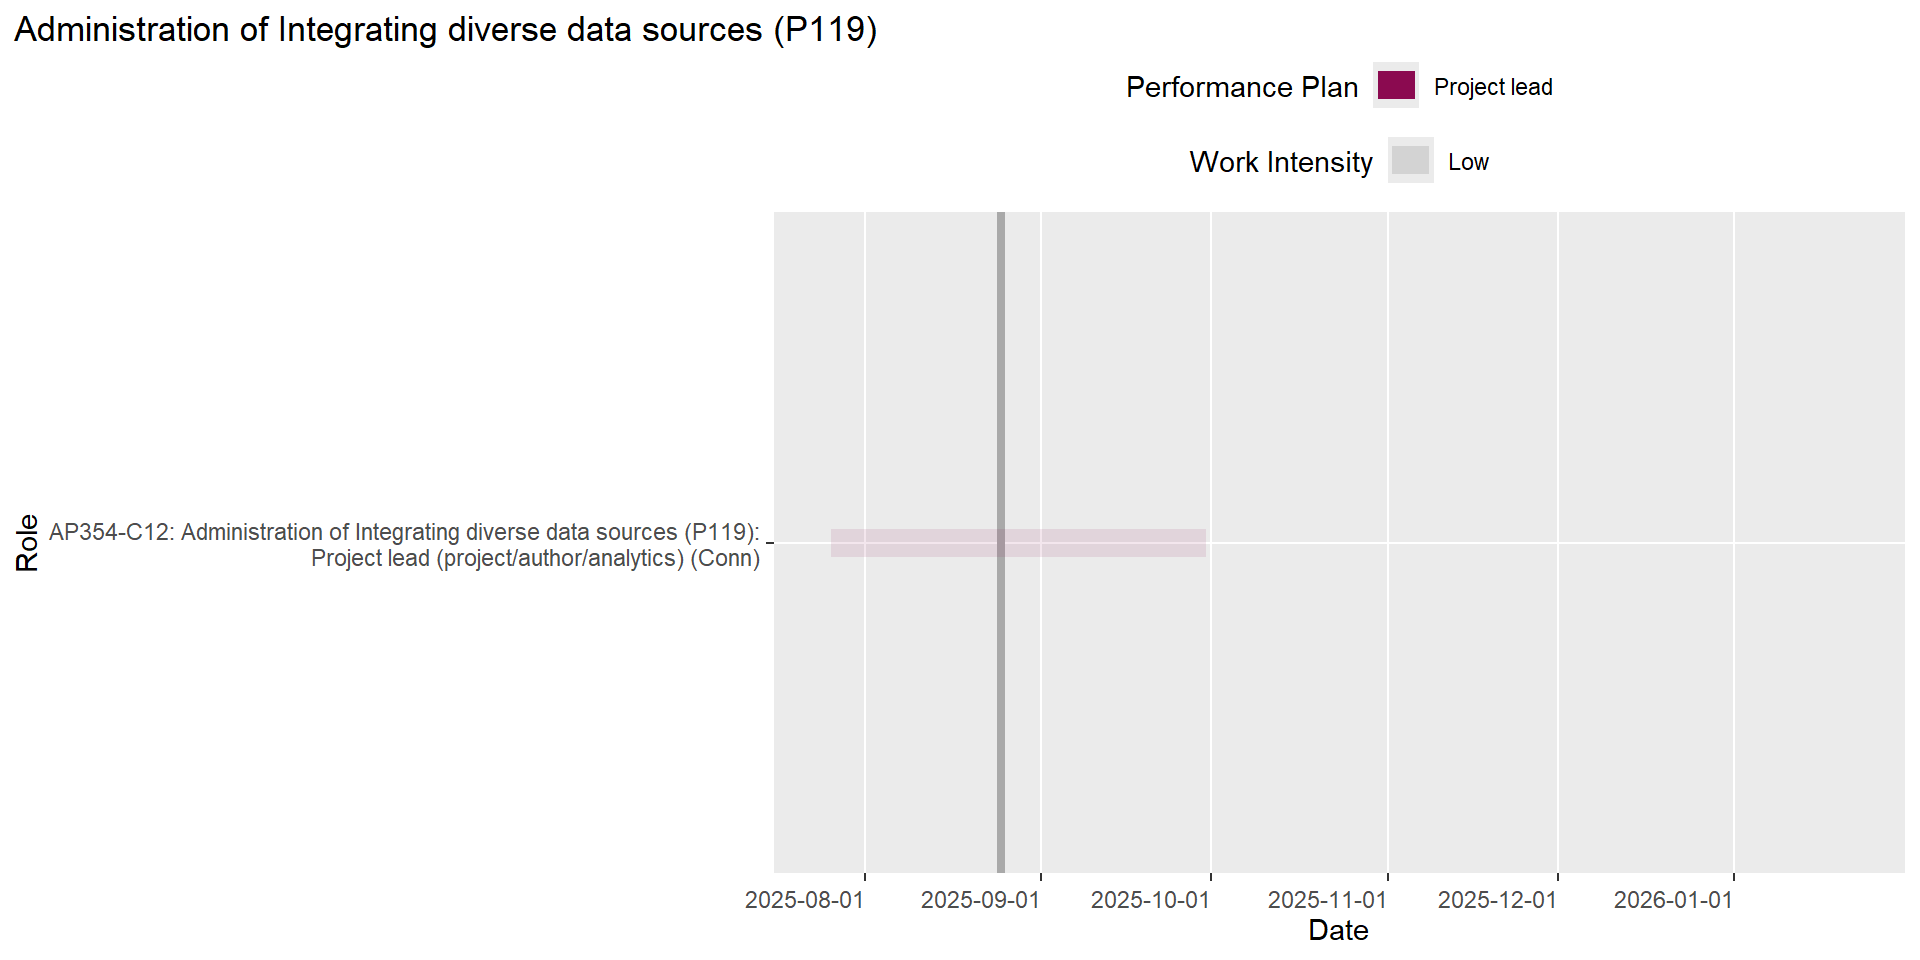 Administration of Integrating diverse data sources (P119)
Performance Plan
Project lead
Work Intensity
Low
Role
AP354-C12: Administration of Integrating diverse data sources (P119):
Project lead (project/author/analytics) (Conn)
2025-08-01
2025-09-01
2025-10-01
2025-11-01
2025-12-01
2026-01-01
Date